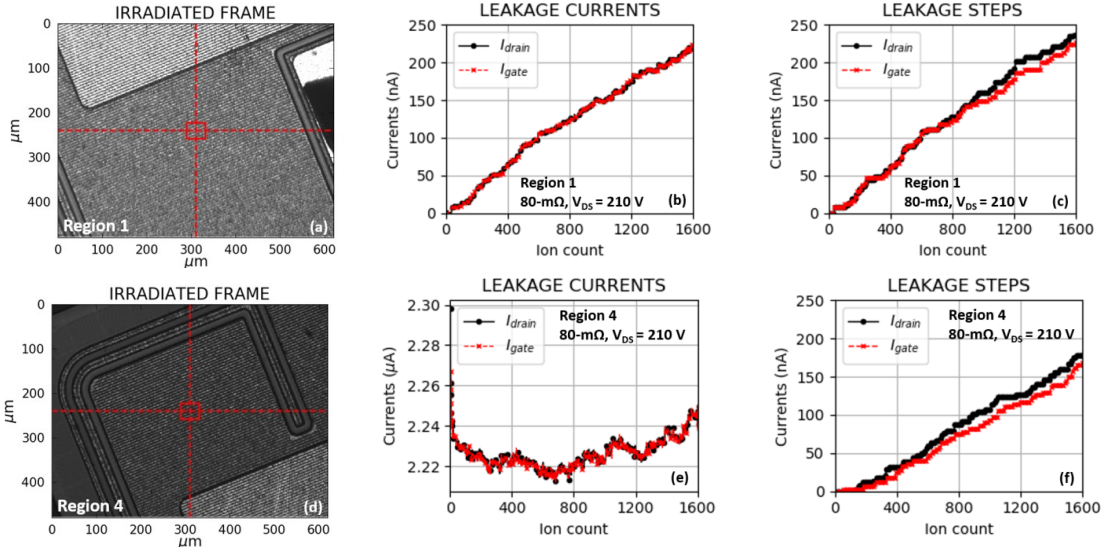 IRRADIATED FRAME
0
100
200
300
400
μm
0 100 200 300 400 500 600
μm
Region 1
(a)
LEAKAGE CURRENTS
250
200
150
100
50
0
Currents (nA)
I_drain
I_gate
Region 1
80-mΩ, V_DS = 210 V
(b)
0 400 800 1200 1600
Ion count
LEAKAGE STEPS
250
200
150
100
50
0
Currents (nA)
I_drain
I_gate
Region 1
80-mΩ, V_DS = 210 V
(c)
0 400 800 1200 1600
Ion count
IRRADIATED FRAME
0
100
200
300
400
μm
0 100 200 300 400 500 600
μm
Region 4
(d)
LEAKAGE CURRENTS
2.30
2.28
2.26
2.24
2.22
Currents (μA)
I_drain
I_gate
Region 4
80-mΩ, V_DS = 210 V
(e)
0 400 800 1200 1600
Ion count
LEAKAGE STEPS
250
200
150
100
50
0
Currents (nA)
I_drain
I_gate
Region 4
80-mΩ, V_DS = 210 V
(f)
0 400 800 1200 1600
Ion count